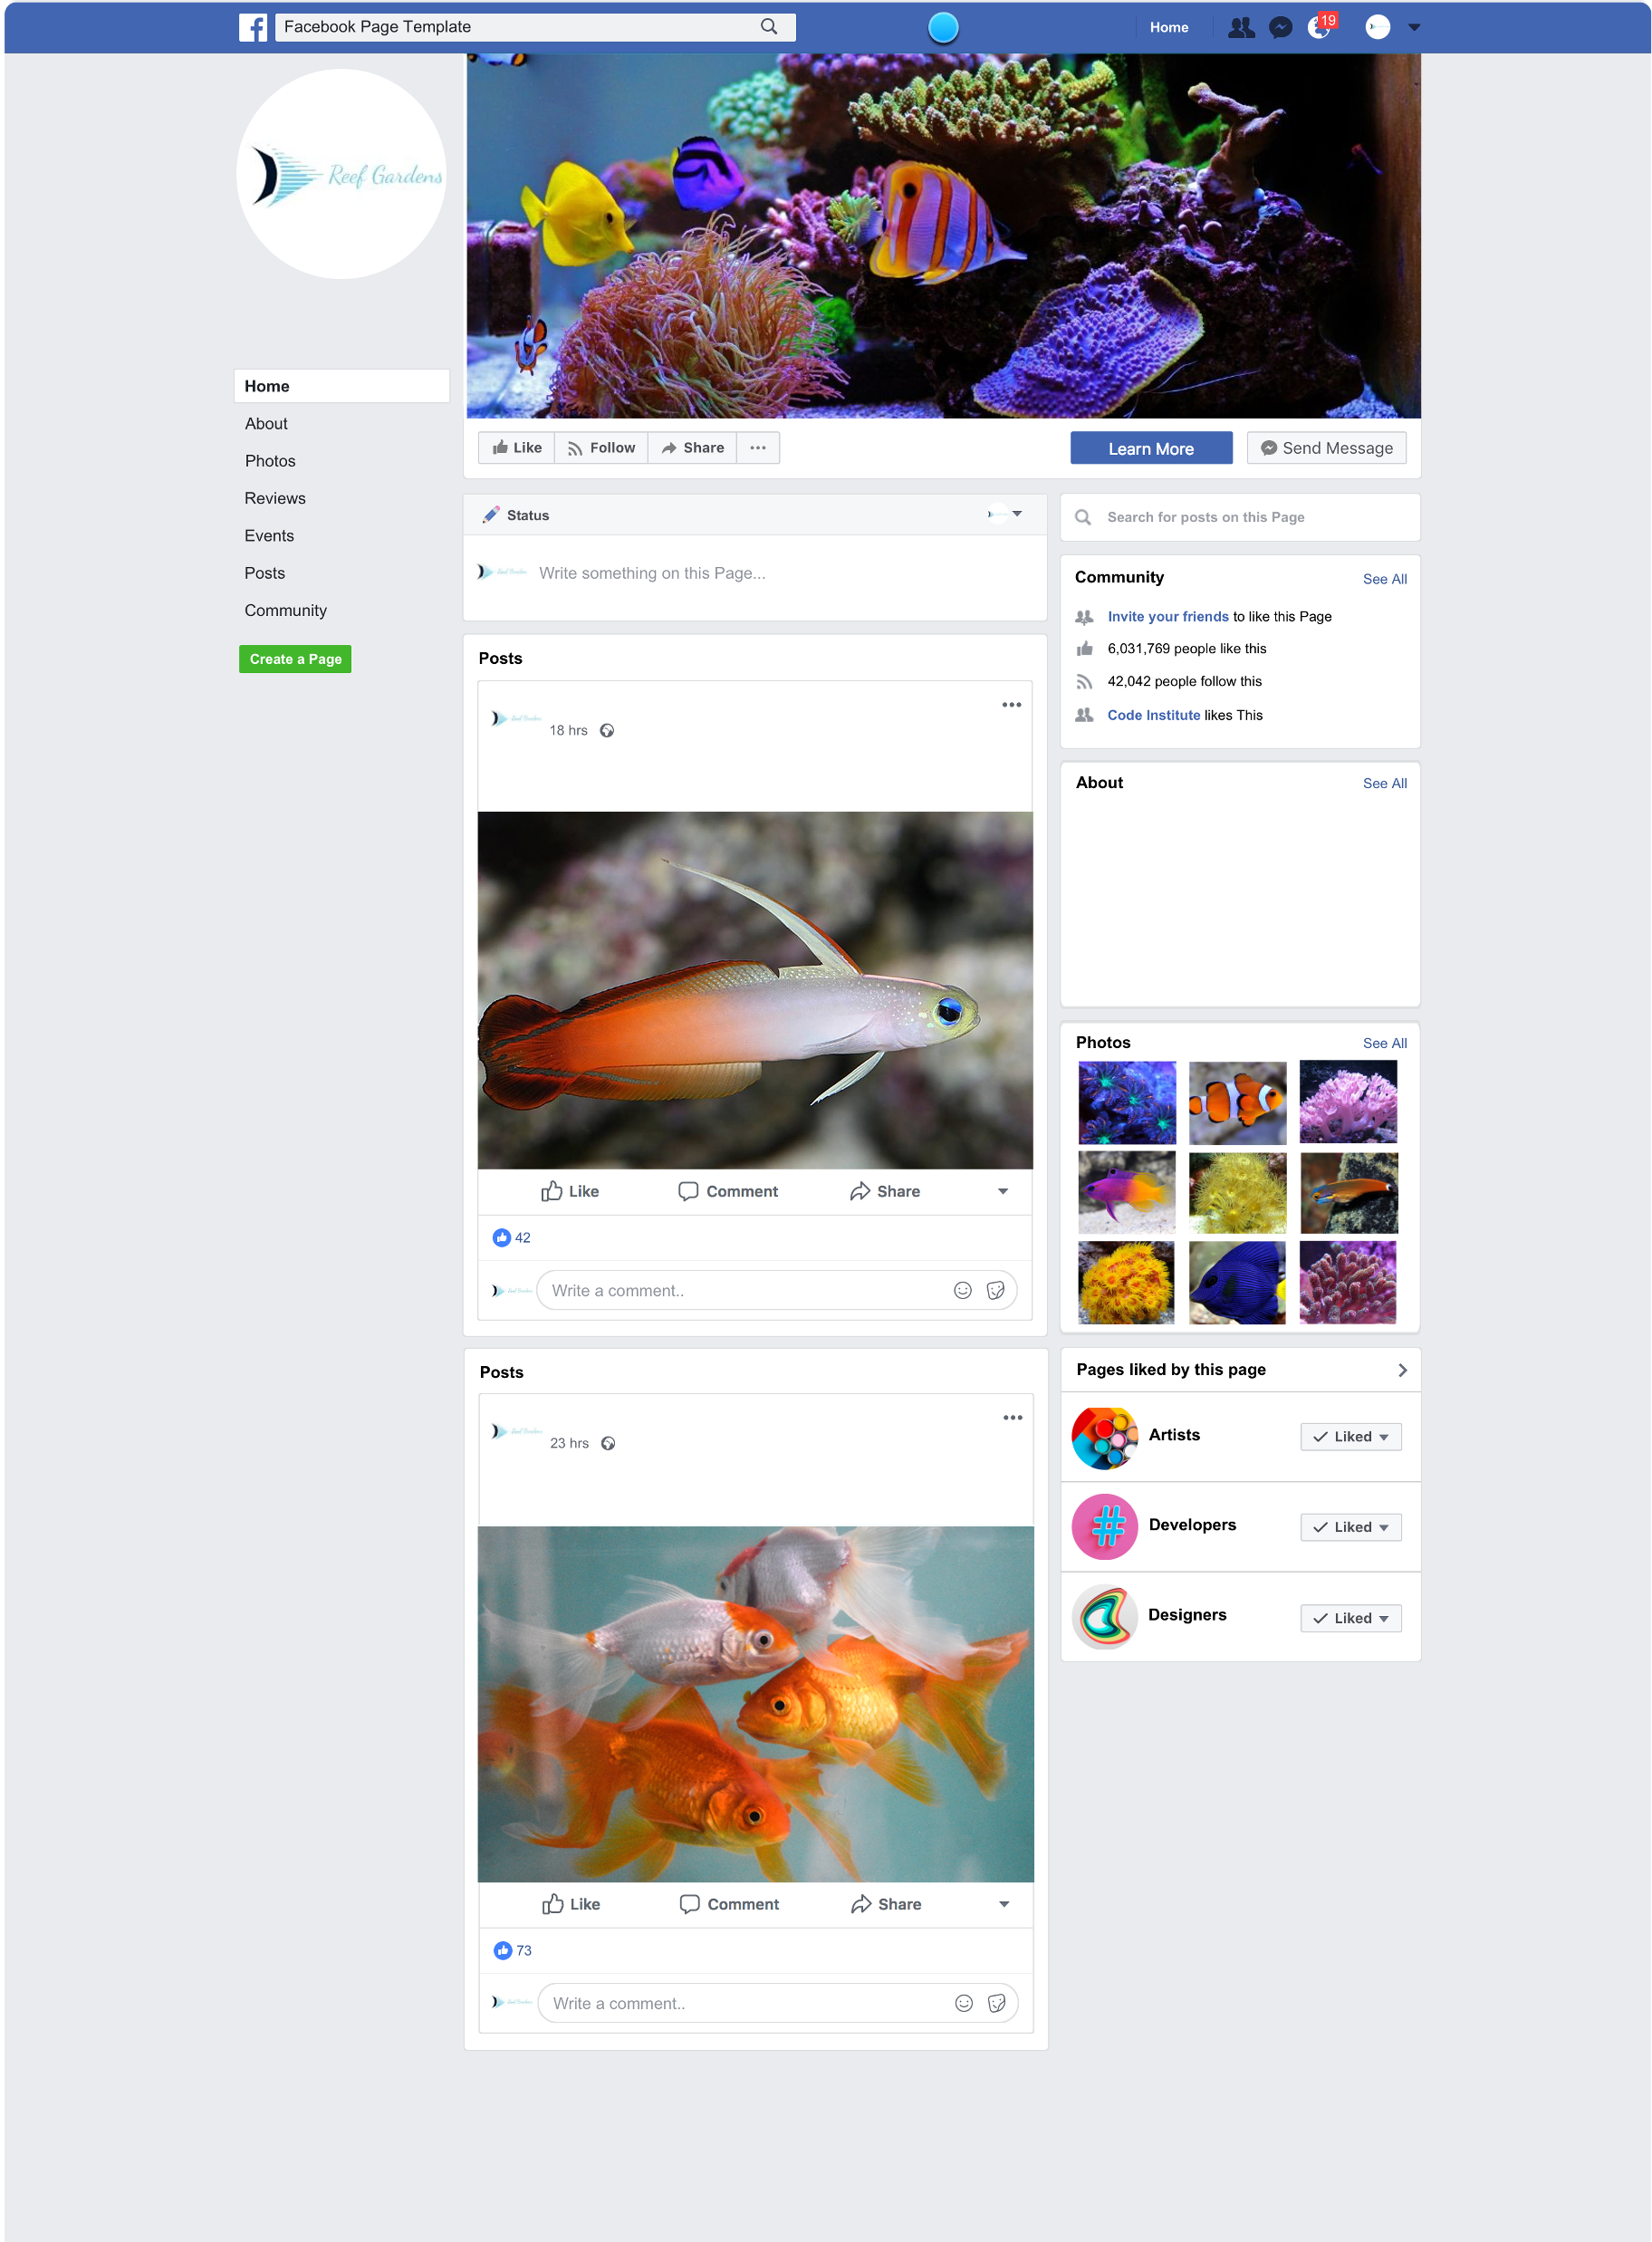 Facebook Page Template
Home
19
Reef Gardens
Home
About
Photos
Reviews
Events
Posts
Community
Create a Page
Like
Follow
Share
Learn More
Send Message
Status
Write something on this Page...
Posts
18 hrs
Like
Comment
Share
42
Write a comment..
Posts
23 hrs
Like
Comment
Share
73
Write a comment..
Search for posts on this Page
Community
See All
Invite your friends to like this Page
6,031,769 people like this
42,042 people follow this
Code Institute likes This
About
See All
Photos
See All
Pages liked by this page
Artists
Liked
Developers
Liked
Designers
Liked